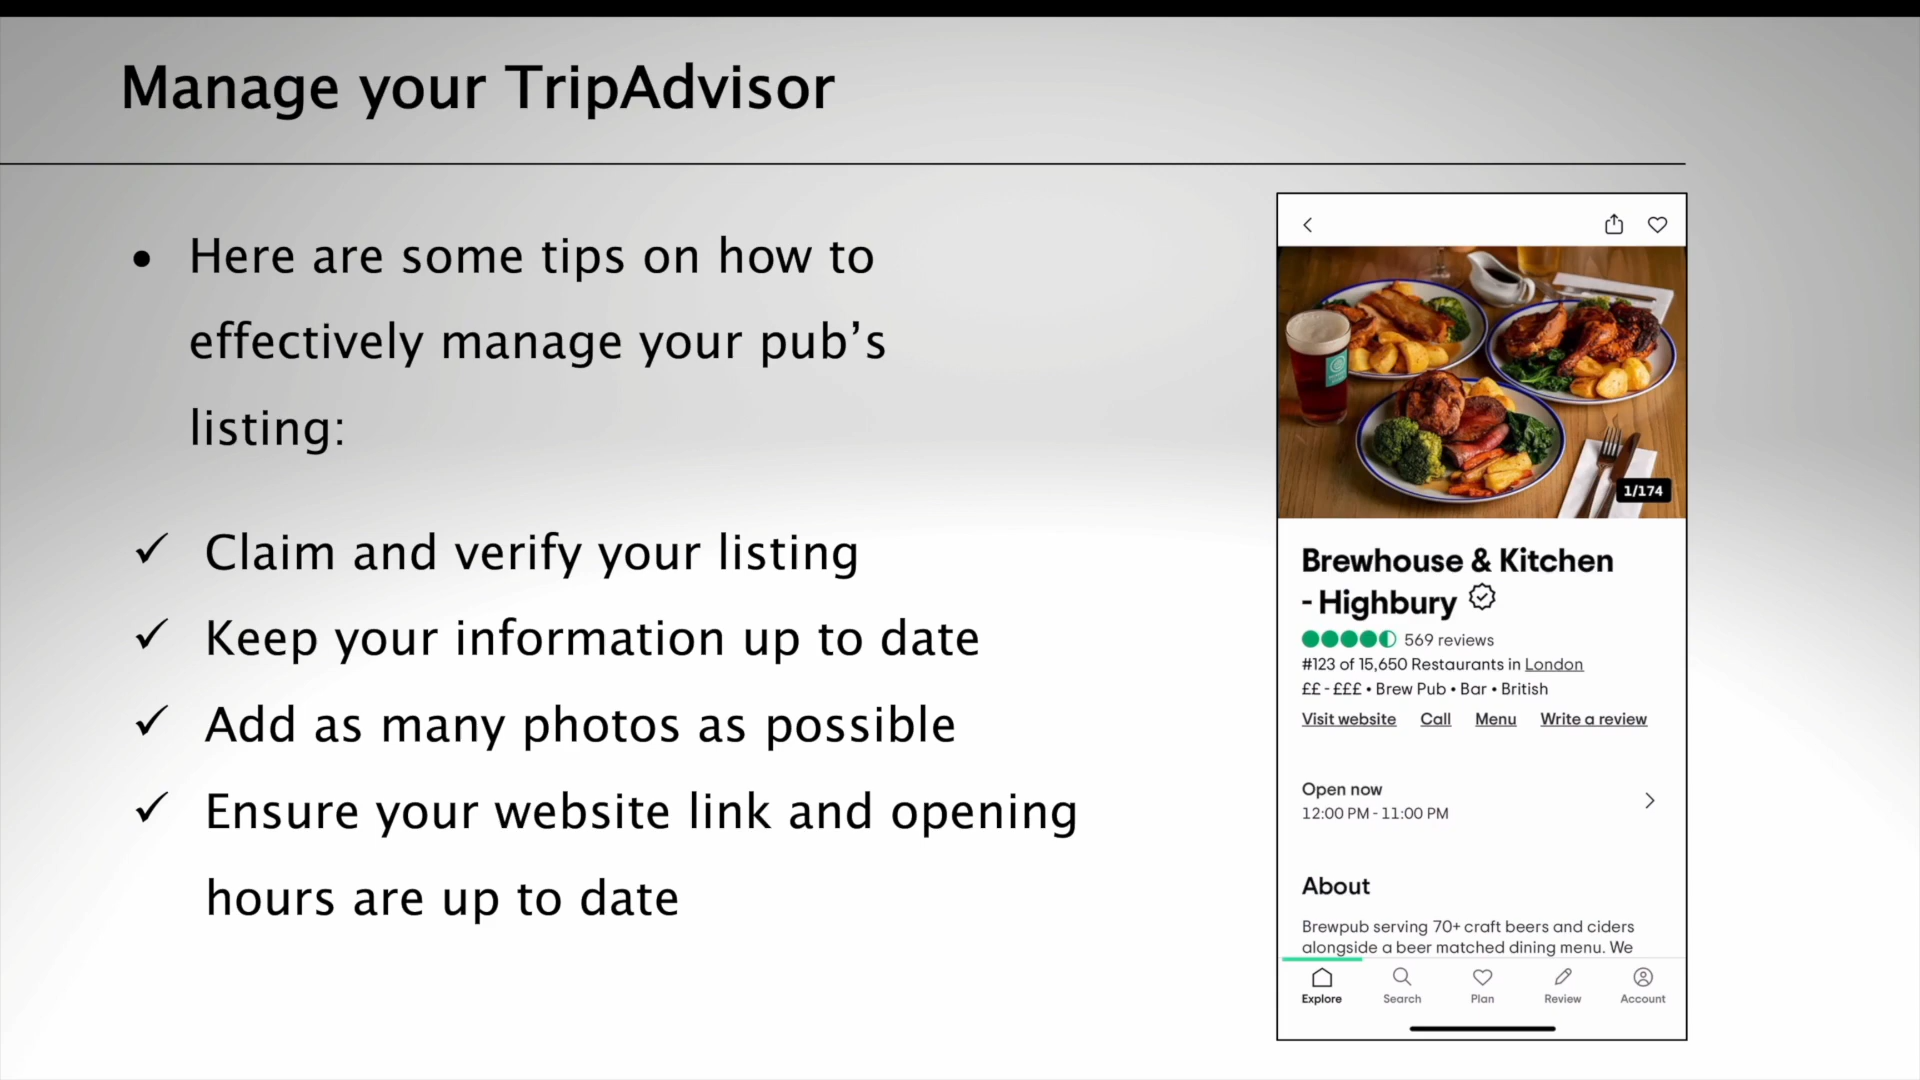 Manage your TripAdvisor
• Here are some tips on how to
effectively manage your pub’s
listing:
✓ Claim and verify your listing
✓ Keep your information up to date
✓ Add as many photos as possible
✓ Ensure your website link and opening
hours are up to date
1/174
Brewhouse & Kitchen
- Highbury
569 reviews
#123 of 15,650 Restaurants in London
££ - £££ • Brew Pub • Bar • British
Visit website Call Menu Write a review
Open now
12:00 PM - 11:00 PM
About
Brewpub serving 70+ craft beers and ciders
alongside a beer matched dining menu. We
Explore Search Plan Review Account